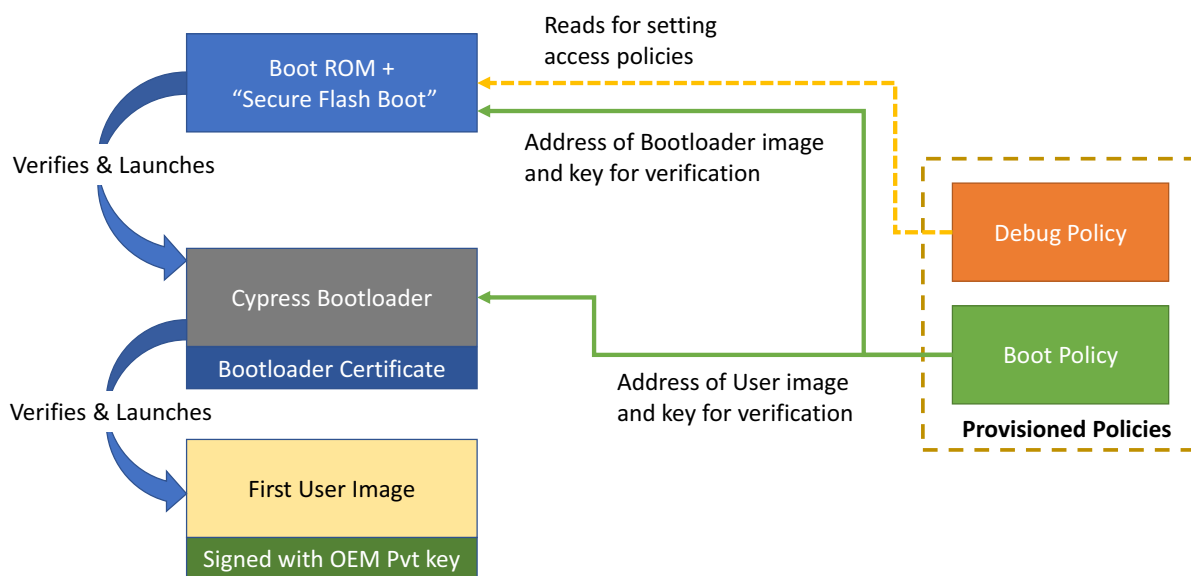 Reads for setting
access policies
Boot ROM +
“Secure Flash Boot”
Address of Bootloader image
and key for verification
Verifies & Launches
Debug Policy
Cypress Bootloader
Boot Policy
Bootloader Certificate
Address of User image
and key for verification
Verifies & Launches
Provisioned Policies
First User Image
Signed with OEM Pvt key